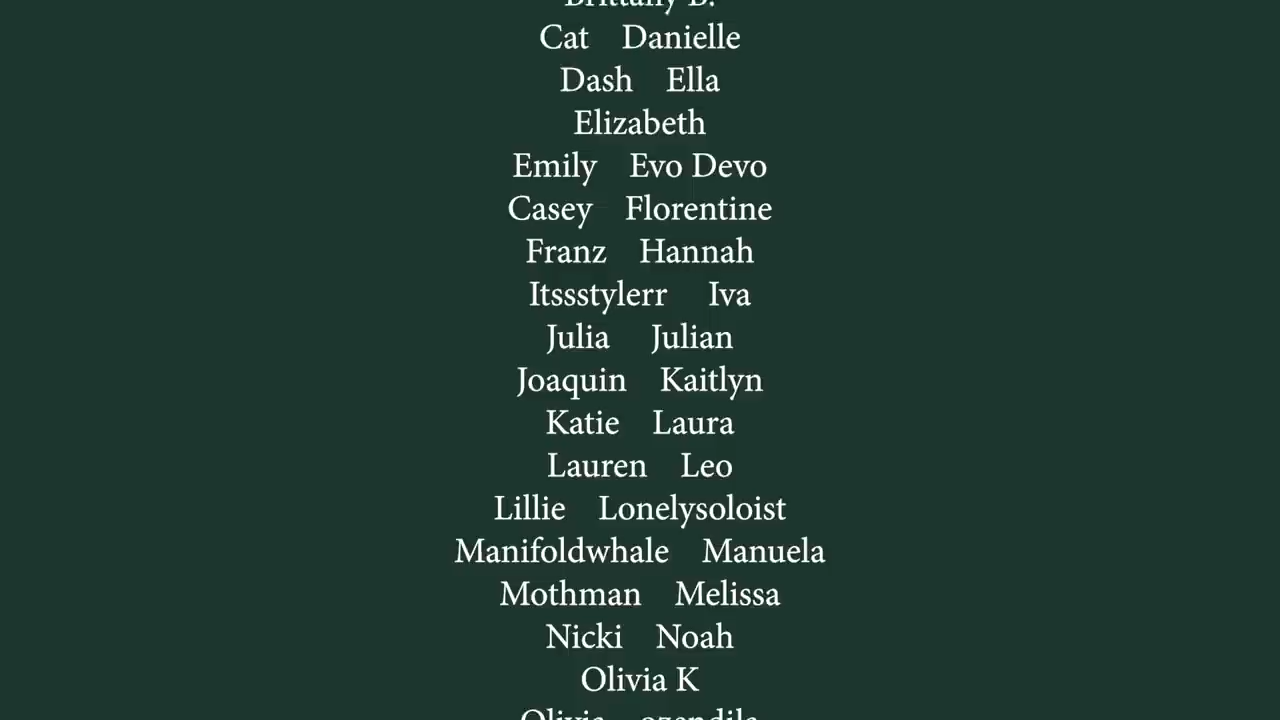 Brittany B.
Cat Danielle
Dash Ella
Elizabeth
Emily Evo Devo
Casey Florentine
Franz Hannah
Itssstylerr Iva
Julia Julian
Joaquin Kaitlyn
Katie Laura
Lauren Leo
Lillie Lonelysoloist
Manifoldwhale Manuela
Mothman Melissa
Nicki Noah
Olivia K
Olivia